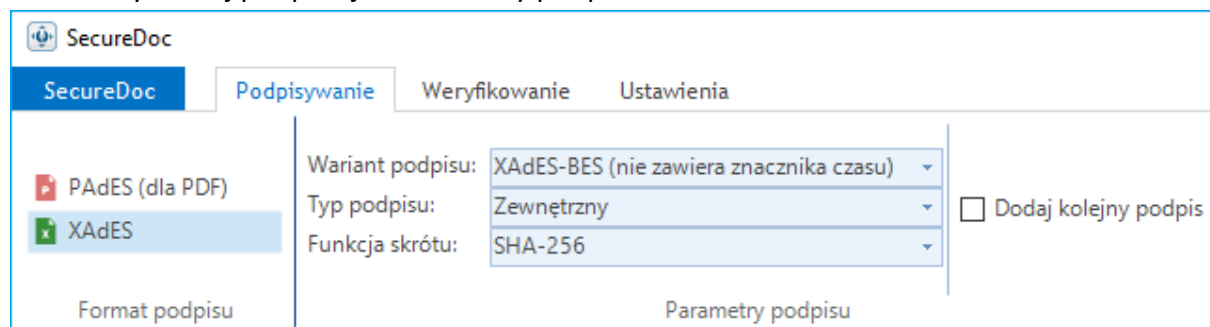 SecureDoc
SecureDoc Podpisywanie Weryfikowanie Ustawienia
PAdES (dla PDF)
XAdES
Format podpisu
Wariant podpisu: XAdES-BES (nie zawiera znacznika czasu)
Typ podpisu: Zewnętrzny
Funkcja skrótu: SHA-256
Parametry podpisu
Dodaj kolejny podpis